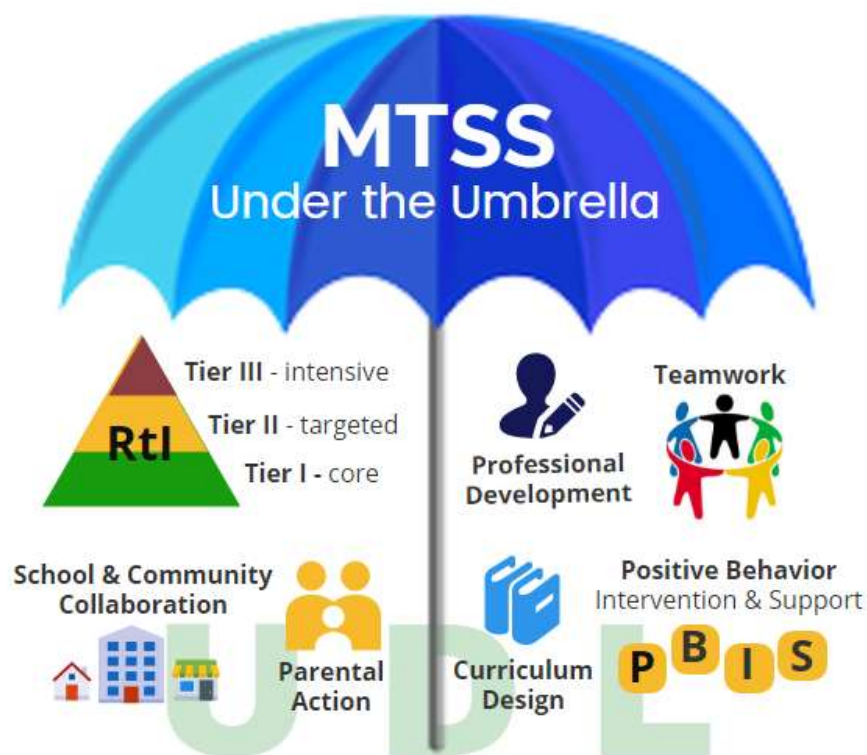 MTSS
Under the Umbrella
RtI
Tier III - intensive
Tier II - targeted
Tier I - core
Professional
Development
Teamwork
School & Community
Collaboration
Parental
Action
Curriculum
Design
Positive Behavior
Intervention & Support
P B I S
U D L